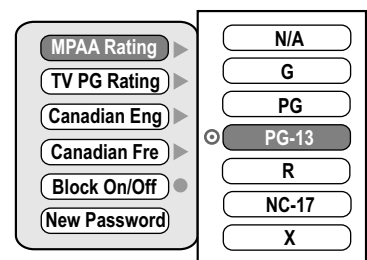 MPAA Rating
TV PG Rating
Canadian Eng
Canadian Fre
Block On/Off
New Password
N/A
G
PG
PG-13
R
NC-17
X